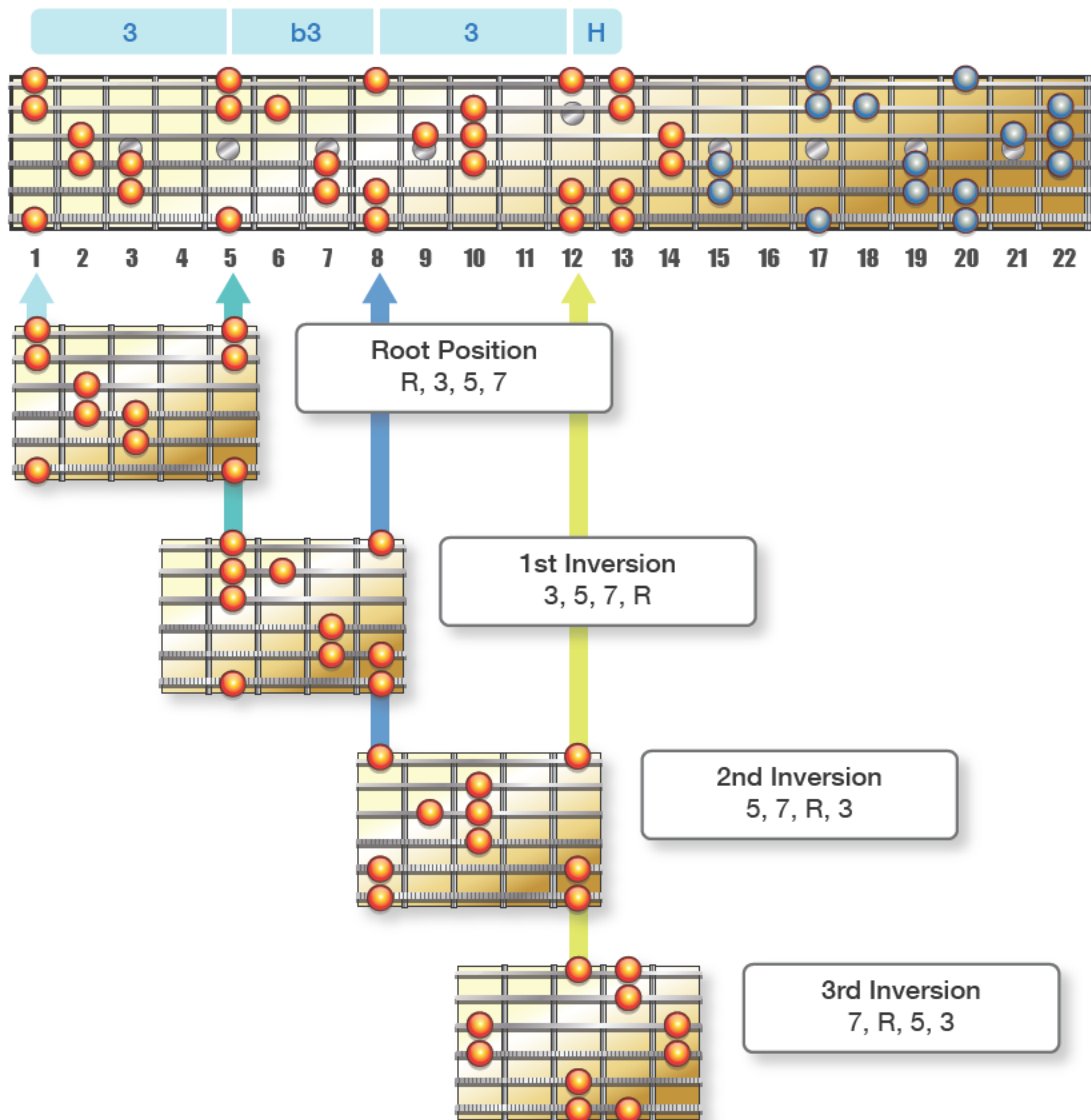 3 b3 3 H
1 2 3 4 5 6 7 8 9 10 11 12 13 14 15 16 17 18 19 20 21 22
Root Position
R, 3, 5, 7
1st Inversion
3, 5, 7, R
2nd Inversion
5, 7, R, 3
3rd Inversion
7, R, 5, 3